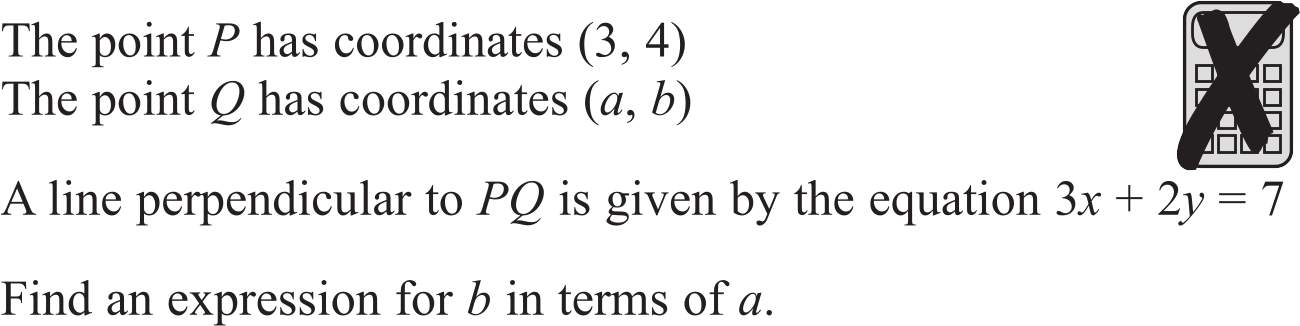 The point P has coordinates (3, 4)
The point Q has coordinates (a, b)
A line perpendicular to PQ is given by the equation 3x + 2y = 7
Find an expression for b in terms of a.